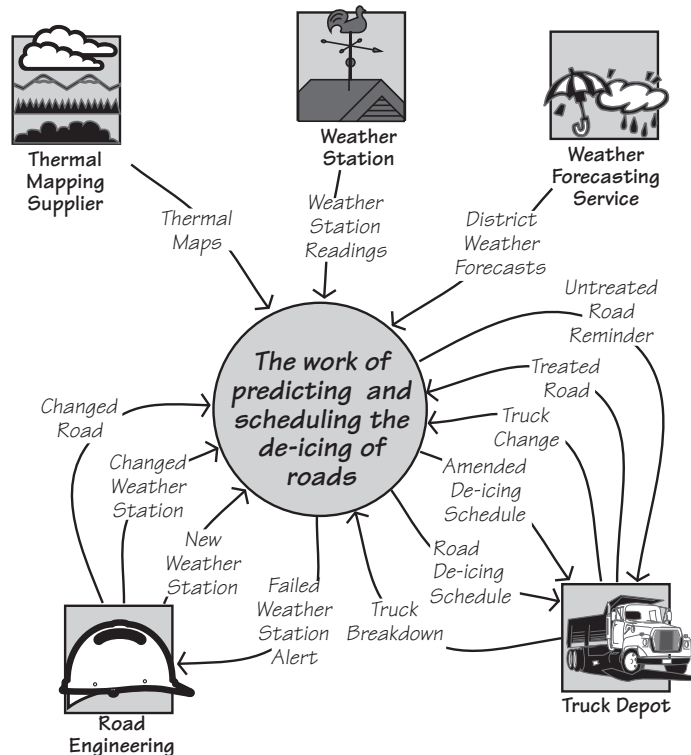 Thermal
Mapping
Supplier
Weather
Station
Weather
Forecasting
Service
Thermal
Maps
Weather
Station
Readings
District
Weather
Forecasts
Untreated
Road
Reminder
The work of
predicting and
scheduling the
de-icing of
roads
Treated
Road
Truck
Change
Changed
Road
Changed
Weather
Station
New
Weather
Station
Amended
De-icing
Schedule
Road
De-icing
Schedule
Failed
Weather
Station
Alert
Truck
Breakdown
Road
Engineering
Truck Depot